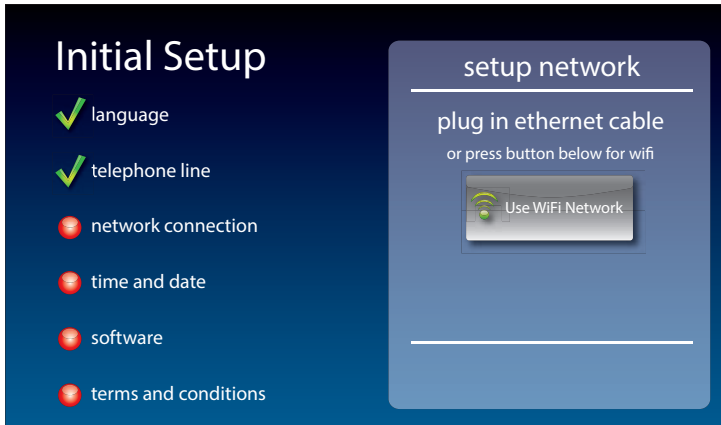 Initial Setup
language
telephone line
network connection
time and date
software
terms and conditions
setup network
plug in ethernet cable
or press button below for wifi
Use WiFi Network